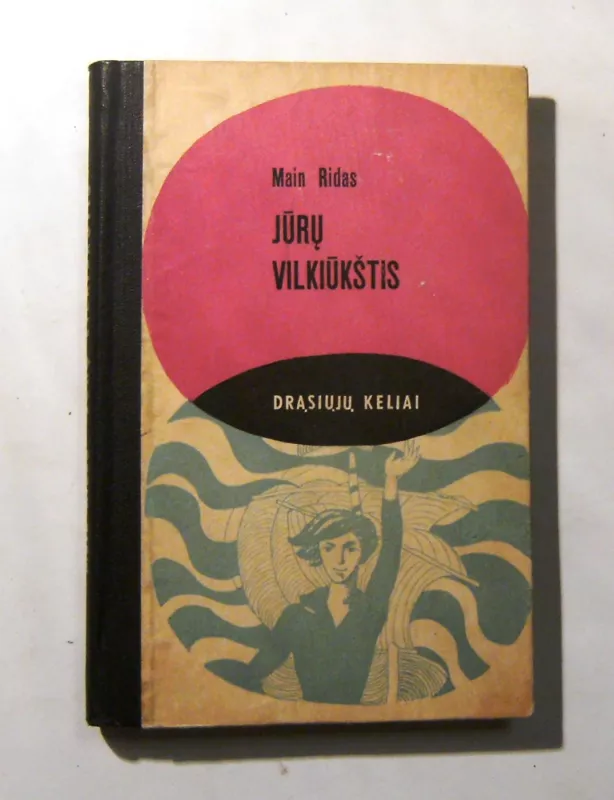 Main Ridas
JŪRŲ
VILKIŪKŠTIS
DRĄSIŲJŲ KELIAI